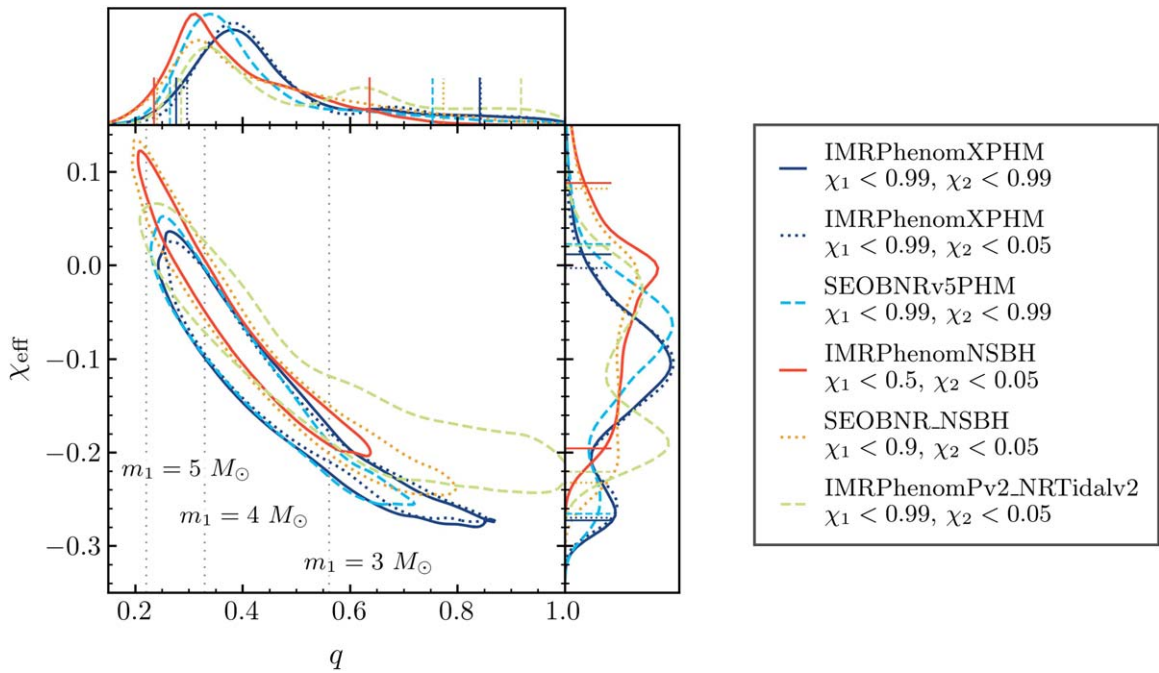 0.1
0.0
−0.1
−0.2
−0.3
χeff
m₁ = 5 M⊙
m₁ = 4 M⊙
m₁ = 3 M⊙
0.2 0.4 0.6 0.8 1.0
q
IMRPhenomXPHM
χ₁ < 0.99, χ₂ < 0.99
IMRPhenomXPHM
χ₁ < 0.99, χ₂ < 0.05
SEOBNRv5PHM
χ₁ < 0.99, χ₂ < 0.99
IMRPhenomNSBH
χ₁ < 0.5, χ₂ < 0.05
SEOBNR_NSBH
χ₁ < 0.9, χ₂ < 0.05
IMRPhenomPv2_NRTidalv2
χ₁ < 0.99, χ₂ < 0.05